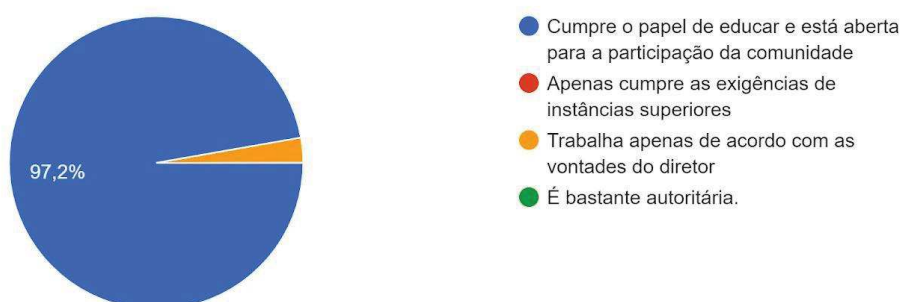 97,2%
Cumpre o papel de educar e está aberta
para a participação da comunidade
Apenas cumpre as exigências de
instâncias superiores
Trabalha apenas de acordo com as
vontades do diretor
É bastante autoritária.